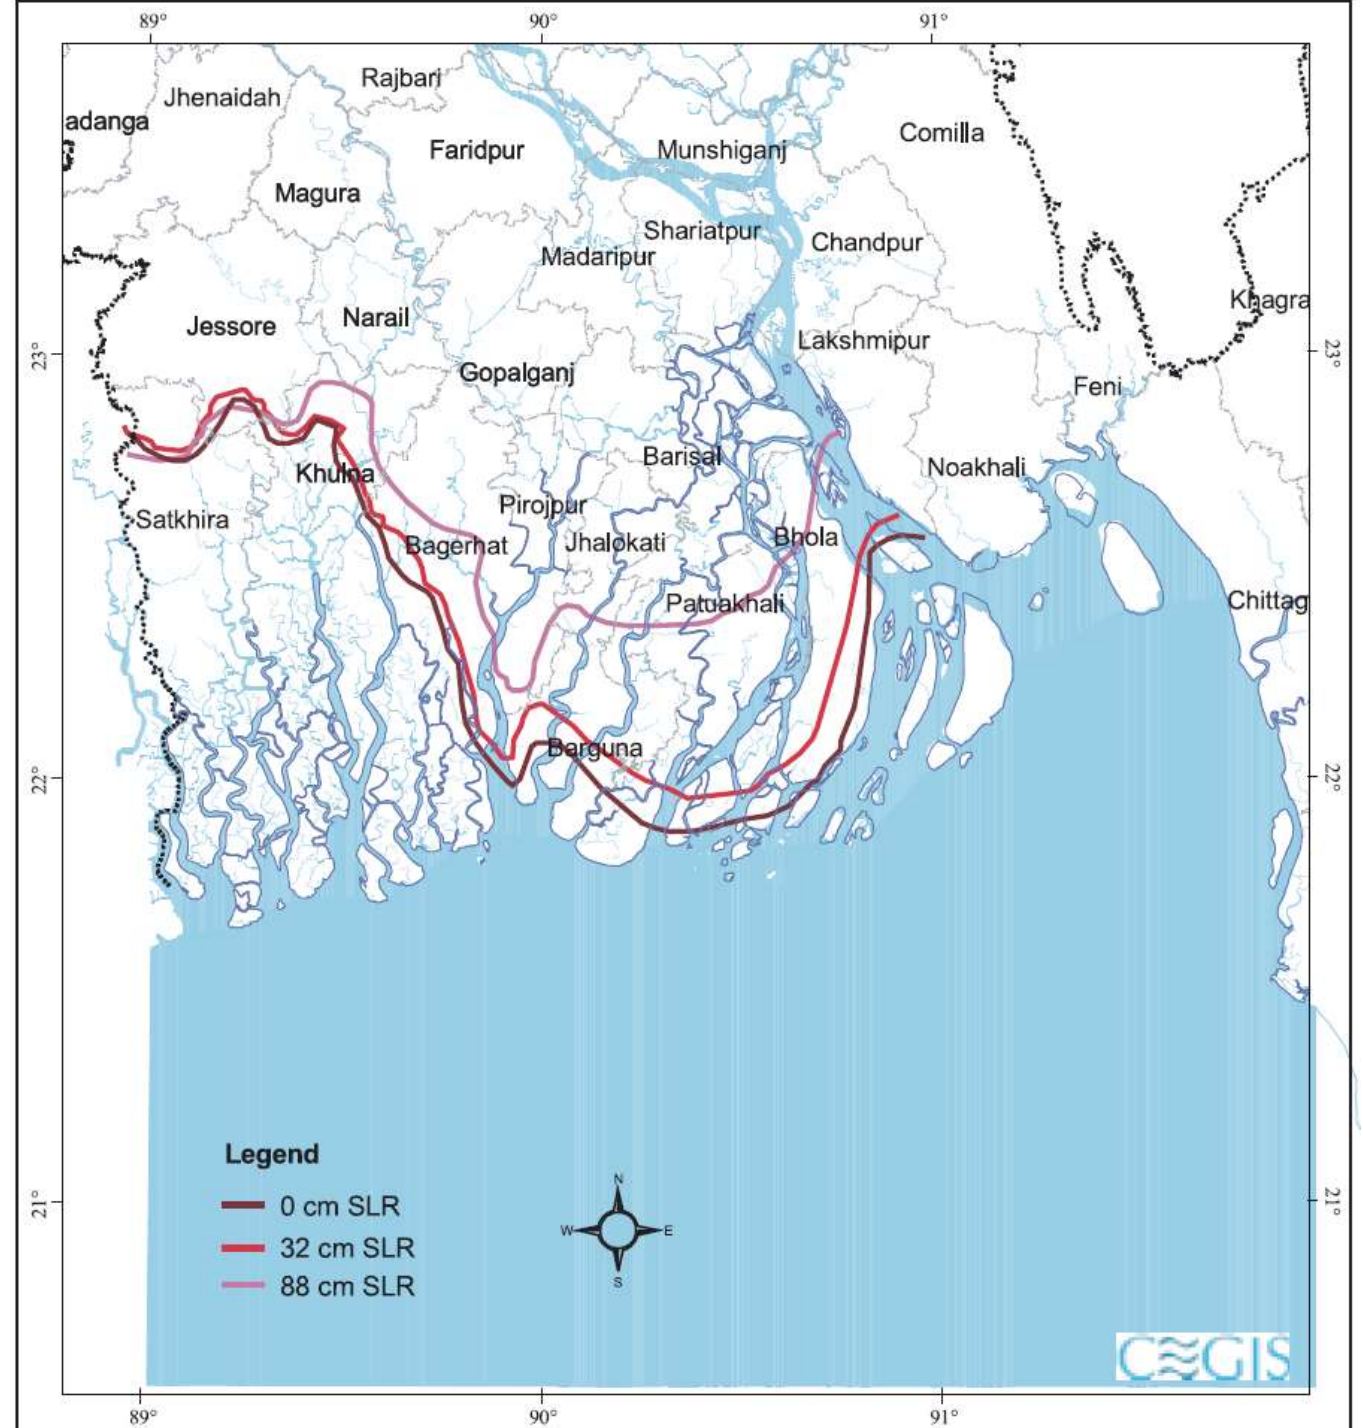 89°
90°
91°
Rajbari
Jhenaidah
adanga
Comilla
Faridpur
Munshiganj
Magura
Shariatpur
Chandpur
Madaripur
Khagra
Jessore
Narail
Lakshmipur
23°
23°
Gopalganj
Feni
Barisal
Noakhali
Khulna
Pirojpur
Satkhira
Bagerhat
Jhalokati
Bhola
Patuakhali
Chittag
Barguna
22°
22°
Legend
0 cm SLR
32 cm SLR
88 cm SLR
N
W
E
S
21°
21°
CEGIS
89°
90°
91°